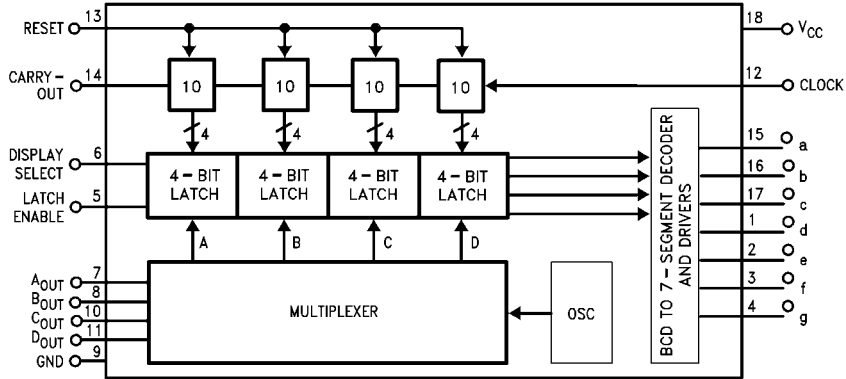 RESET 13
18 VCC
CARRY-
OUT 14
10 10 10 10
12 CLOCK
4 4 4 4
DISPLAY
SELECT 6
LATCH
ENABLE 5
4-BIT
LATCH
4-BIT
LATCH
4-BIT
LATCH
4-BIT
LATCH
A B C D
AOUT 7
BOUT 8
COUT 10
DOUT 11
GND 9
MULTIPLEXER
OSC
BCD TO 7-SEGMENT DECODER
AND DRIVERS
15 a
16 b
17 c
1 d
2 e
3 f
4 g